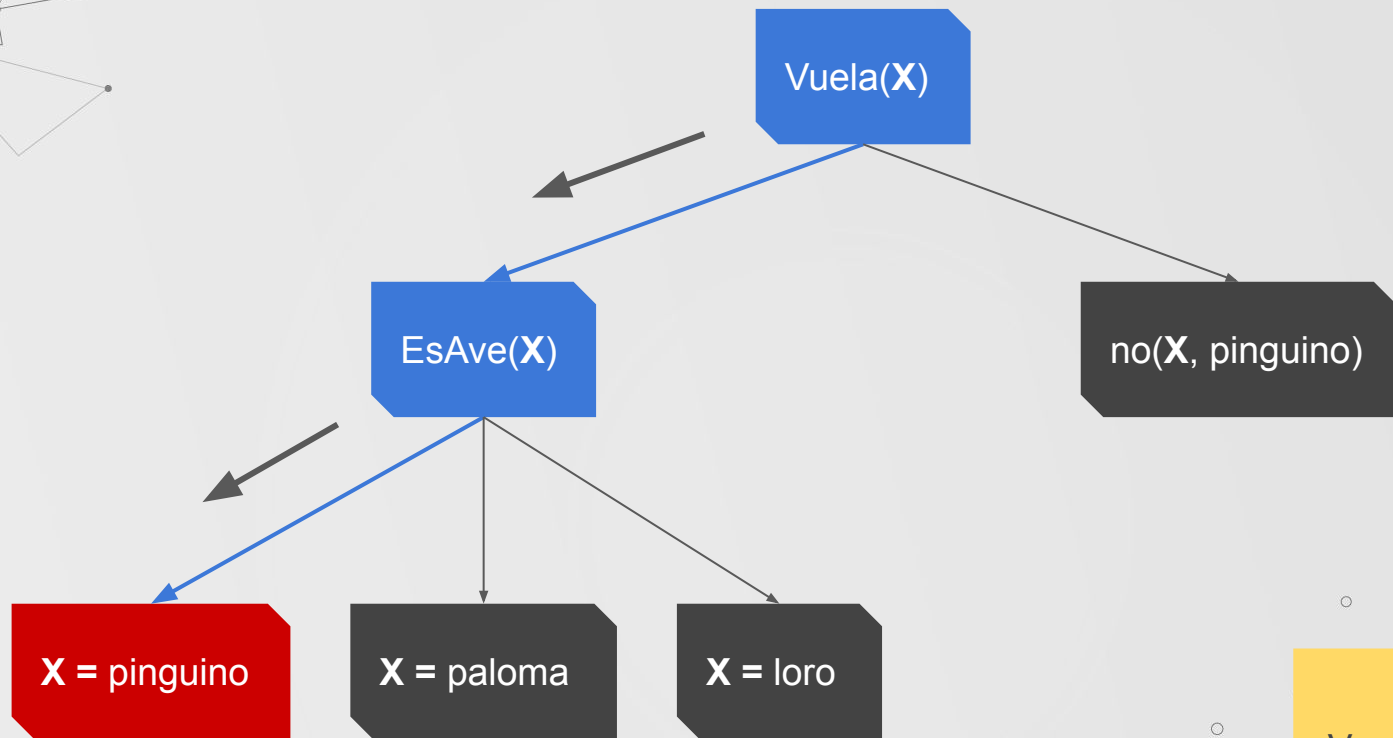 Vuela(X)
EsAve(X)
no(X, pinguino)
X = pinguino
X = paloma
X = loro